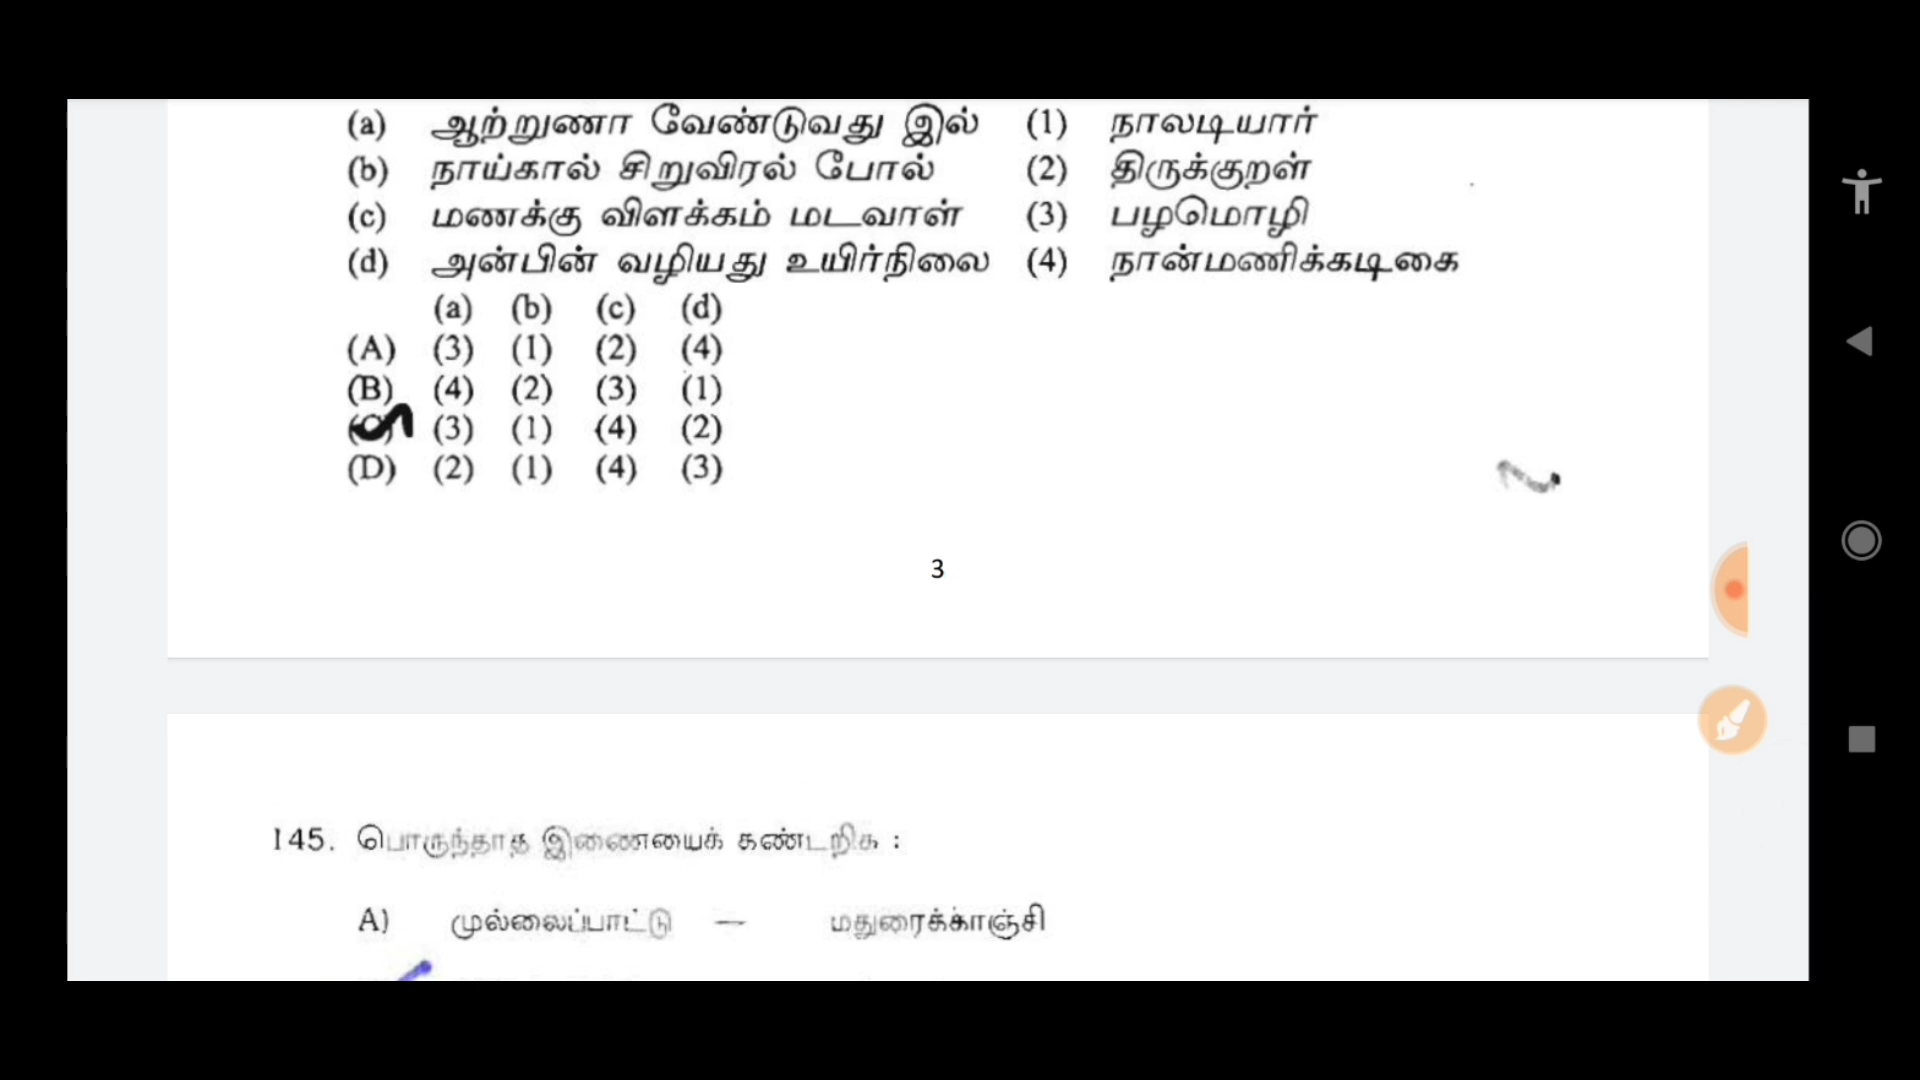 (a) ஆற்றுணா வேண்டுவது இல் (1) நாலடியார்
(b) நாய்கால் சிறுவிரல் போல் (2) திருக்குறள்
(c) மணக்கு விளக்கம் மடவாள் (3) பழமொழி
(d) அன்பின் வழியது உயிர்நிலை (4) நான்மணிக்கடிகை
(a) (b) (c) (d)
(A) (3) (1) (2) (4)
(B) (4) (2) (3) (1)
(C) (3) (1) (4) (2)
(D) (2) (1) (4) (3)
3
145. பொருந்தாத இணையைக் கண்டறிக :
A) முல்லைப்பாட்டு — மதுரைக்காஞ்சி